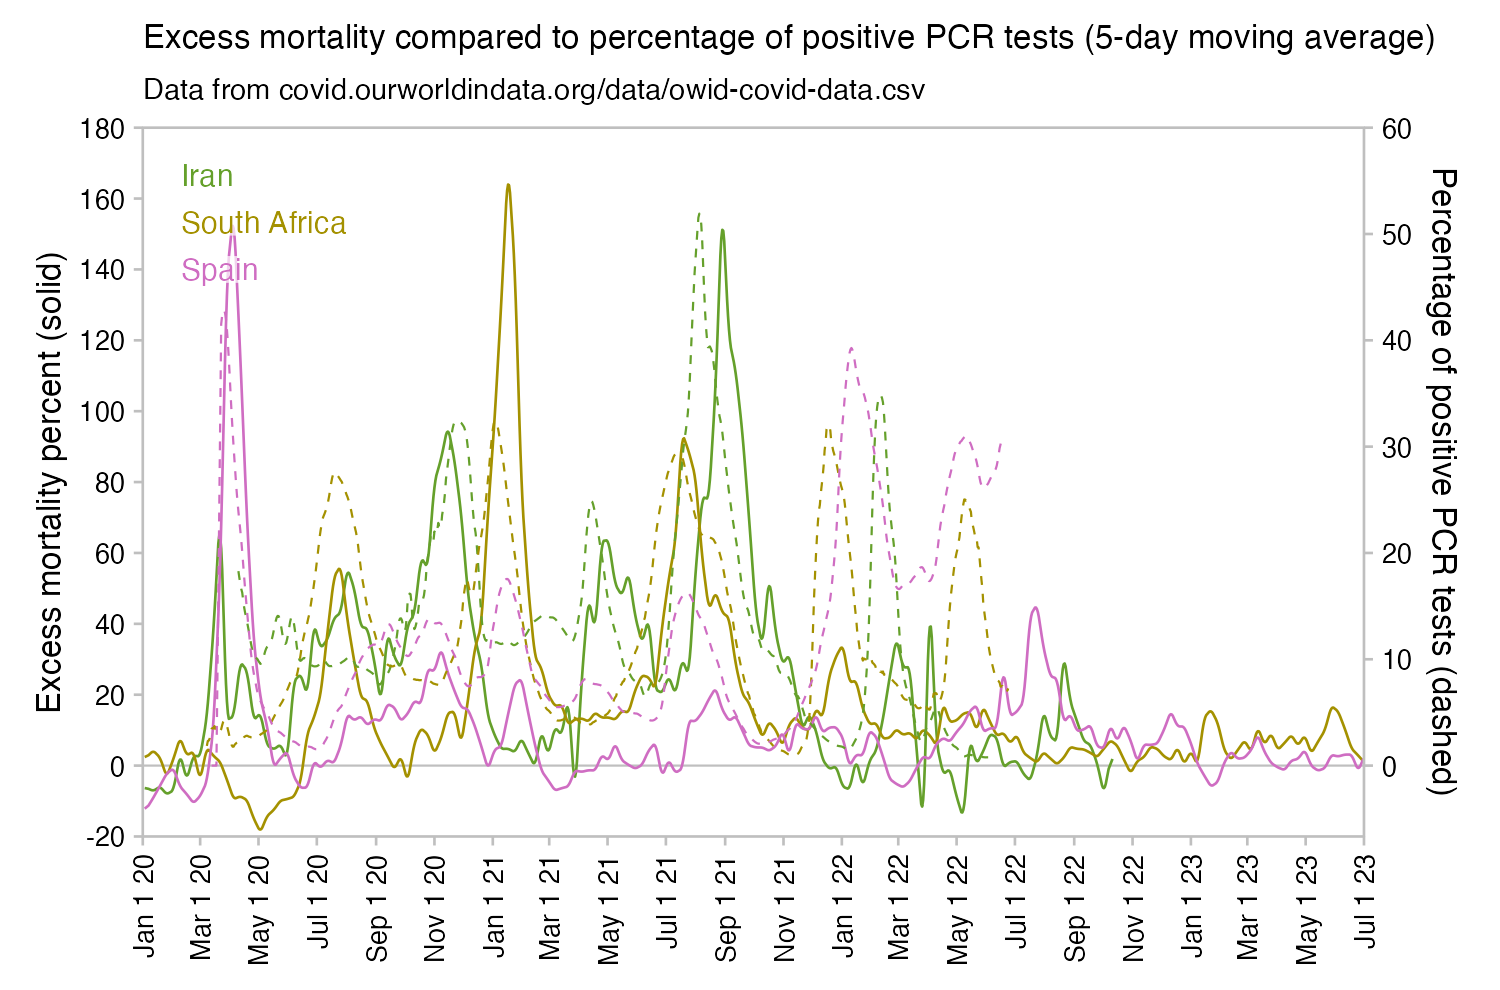 Excess mortality compared to percentage of positive PCR tests (5-day moving average)
Data from covid.ourworldindata.org/data/owid-covid-data.csv
Iran
South Africa
Spain
Excess mortality percent (solid)
180
160
140
120
100
80
60
40
20
0
-20
Percentage of positive PCR tests (dashed)
60
50
40
30
20
10
0
Jan 1 20
Mar 1 20
May 1 20
Jul 1 20
Sep 1 20
Nov 1 20
Jan 1 21
Mar 1 21
May 1 21
Jul 1 21
Sep 1 21
Nov 1 21
Jan 1 22
Mar 1 22
May 1 22
Jul 1 22
Sep 1 22
Nov 1 22
Jan 1 23
Mar 1 23
May 1 23
Jul 1 23